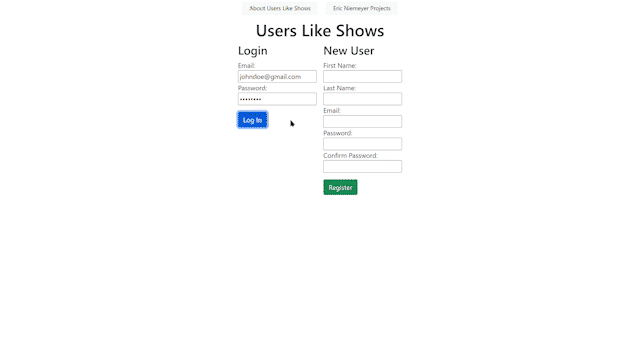 About Users Like Shows
Eric Niemeyer Projects
Users Like Shows
Login
Email:
johndoe@gmail.com
Password:
••••••••
Log In
New User
First Name:
Last Name:
Email:
Password:
Confirm Password:
Register